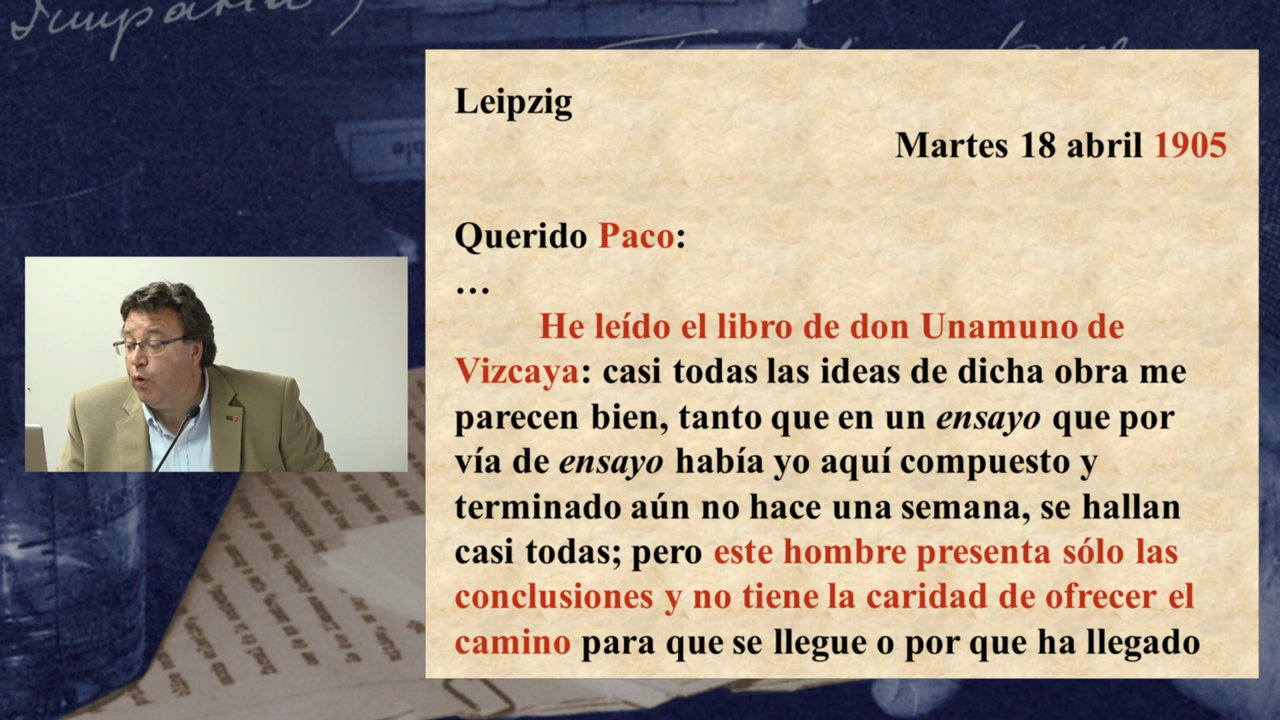 Leipzig
Martes 18 abril 1905
Querido Paco:
…
He leído el libro de don Unamuno de
Vizcaya: casi todas las ideas de dicha obra me
parecen bien, tanto que en un ensayo que por
vía de ensayo había yo aquí compuesto y
terminado aún no hace una semana, se hallan
casi todas; pero este hombre presenta sólo las
conclusiones y no tiene la caridad de ofrecer el
camino para que se llegue o por que ha llegado